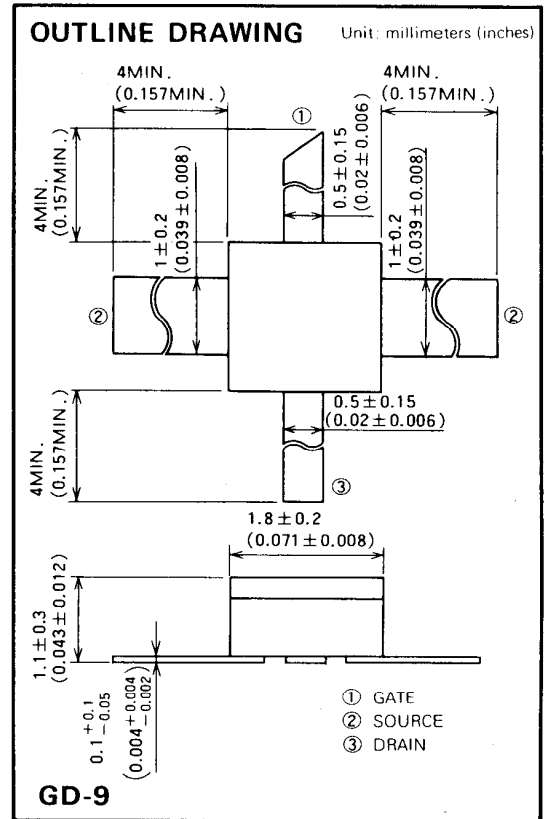 OUTLINE DRAWING
Unit: millimeters (inches)
4MIN.
(0.157MIN.)
4MIN.
(0.157MIN.)
①
0.5±0.15
(0.02±0.006)
4MIN.
(0.157MIN.)
1±0.2
(0.039±0.008)
1±0.2
(0.039±0.008)
②
②
0.5±0.15
(0.02±0.006)
4MIN.
(0.157MIN.)
③
1.8±0.2
(0.071±0.008)
1.1±0.3
(0.043±0.012)
0.1 +0.1 -0.05
(0.004 +0.004 -0.002)
① GATE
② SOURCE
③ DRAIN
GD-9